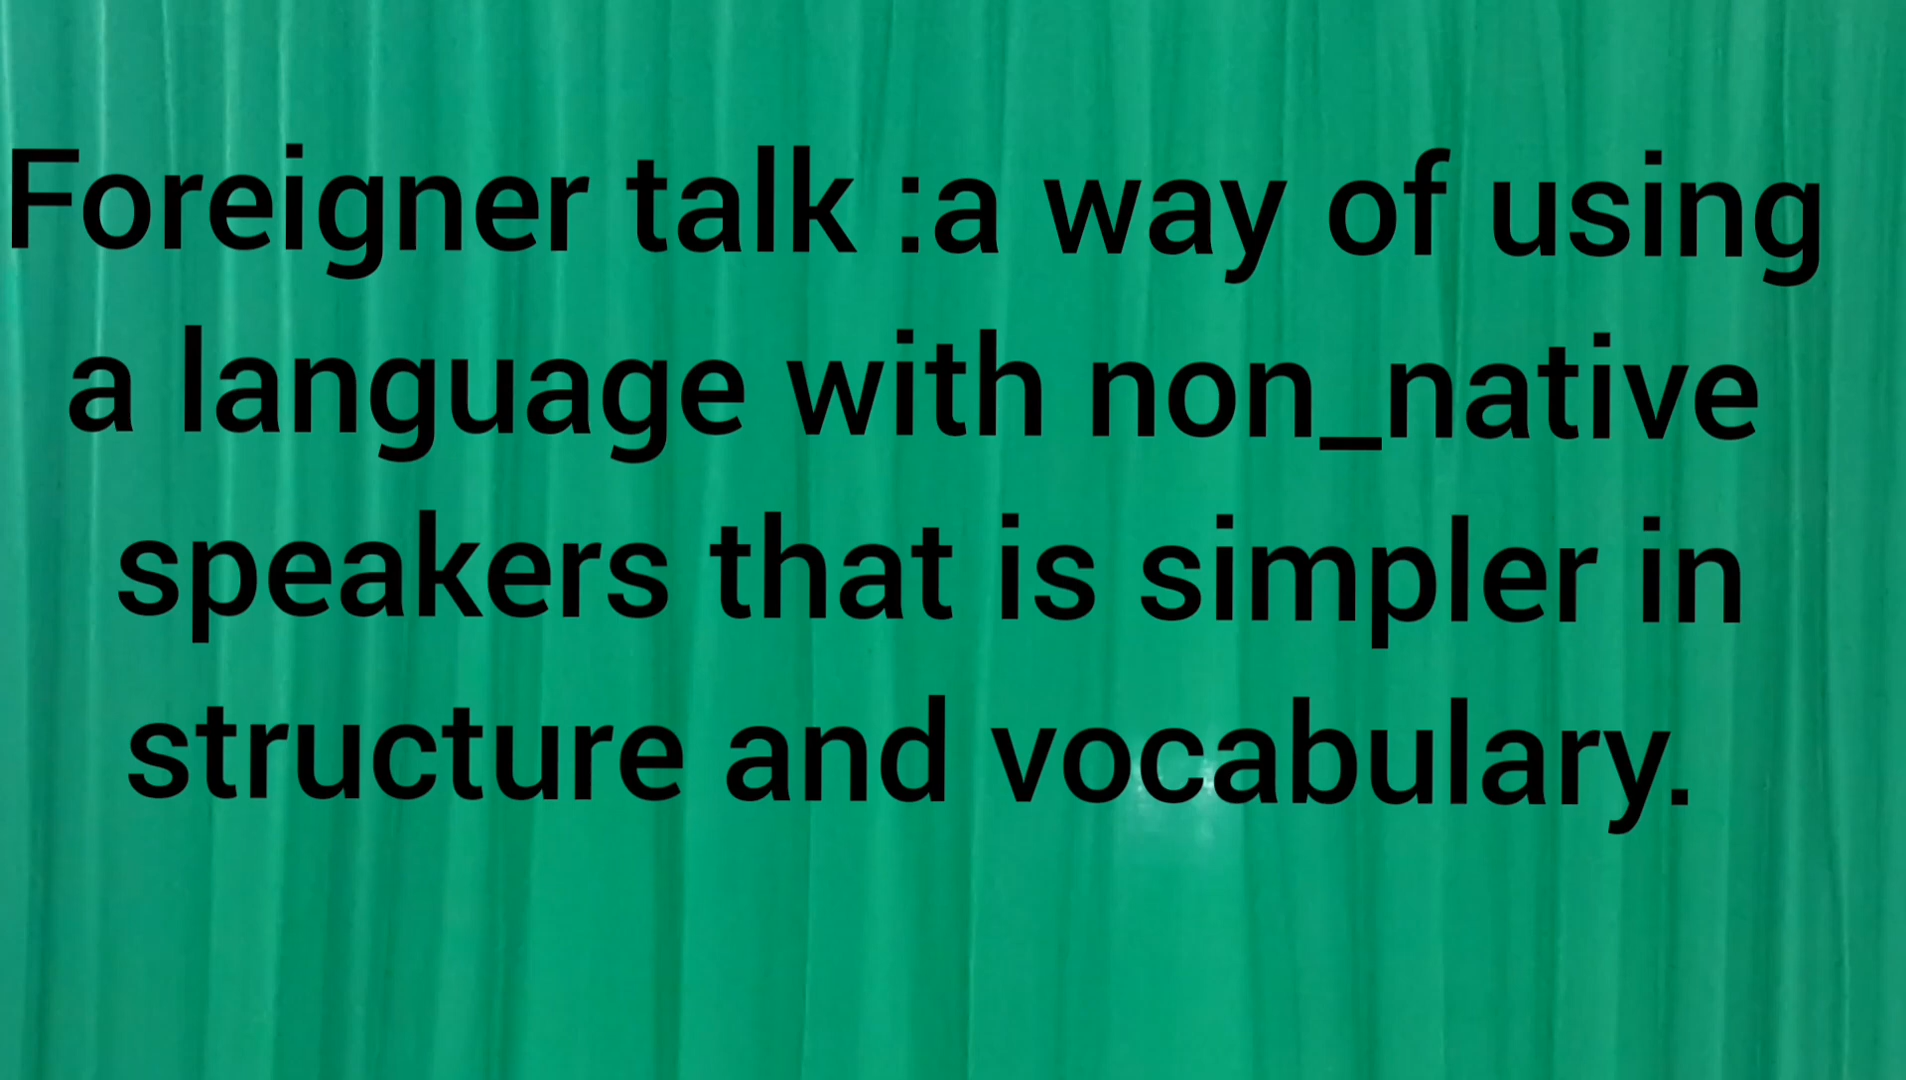 Foreigner talk :a way of using
a language with non_native
speakers that is simpler in
structure and vocabulary.